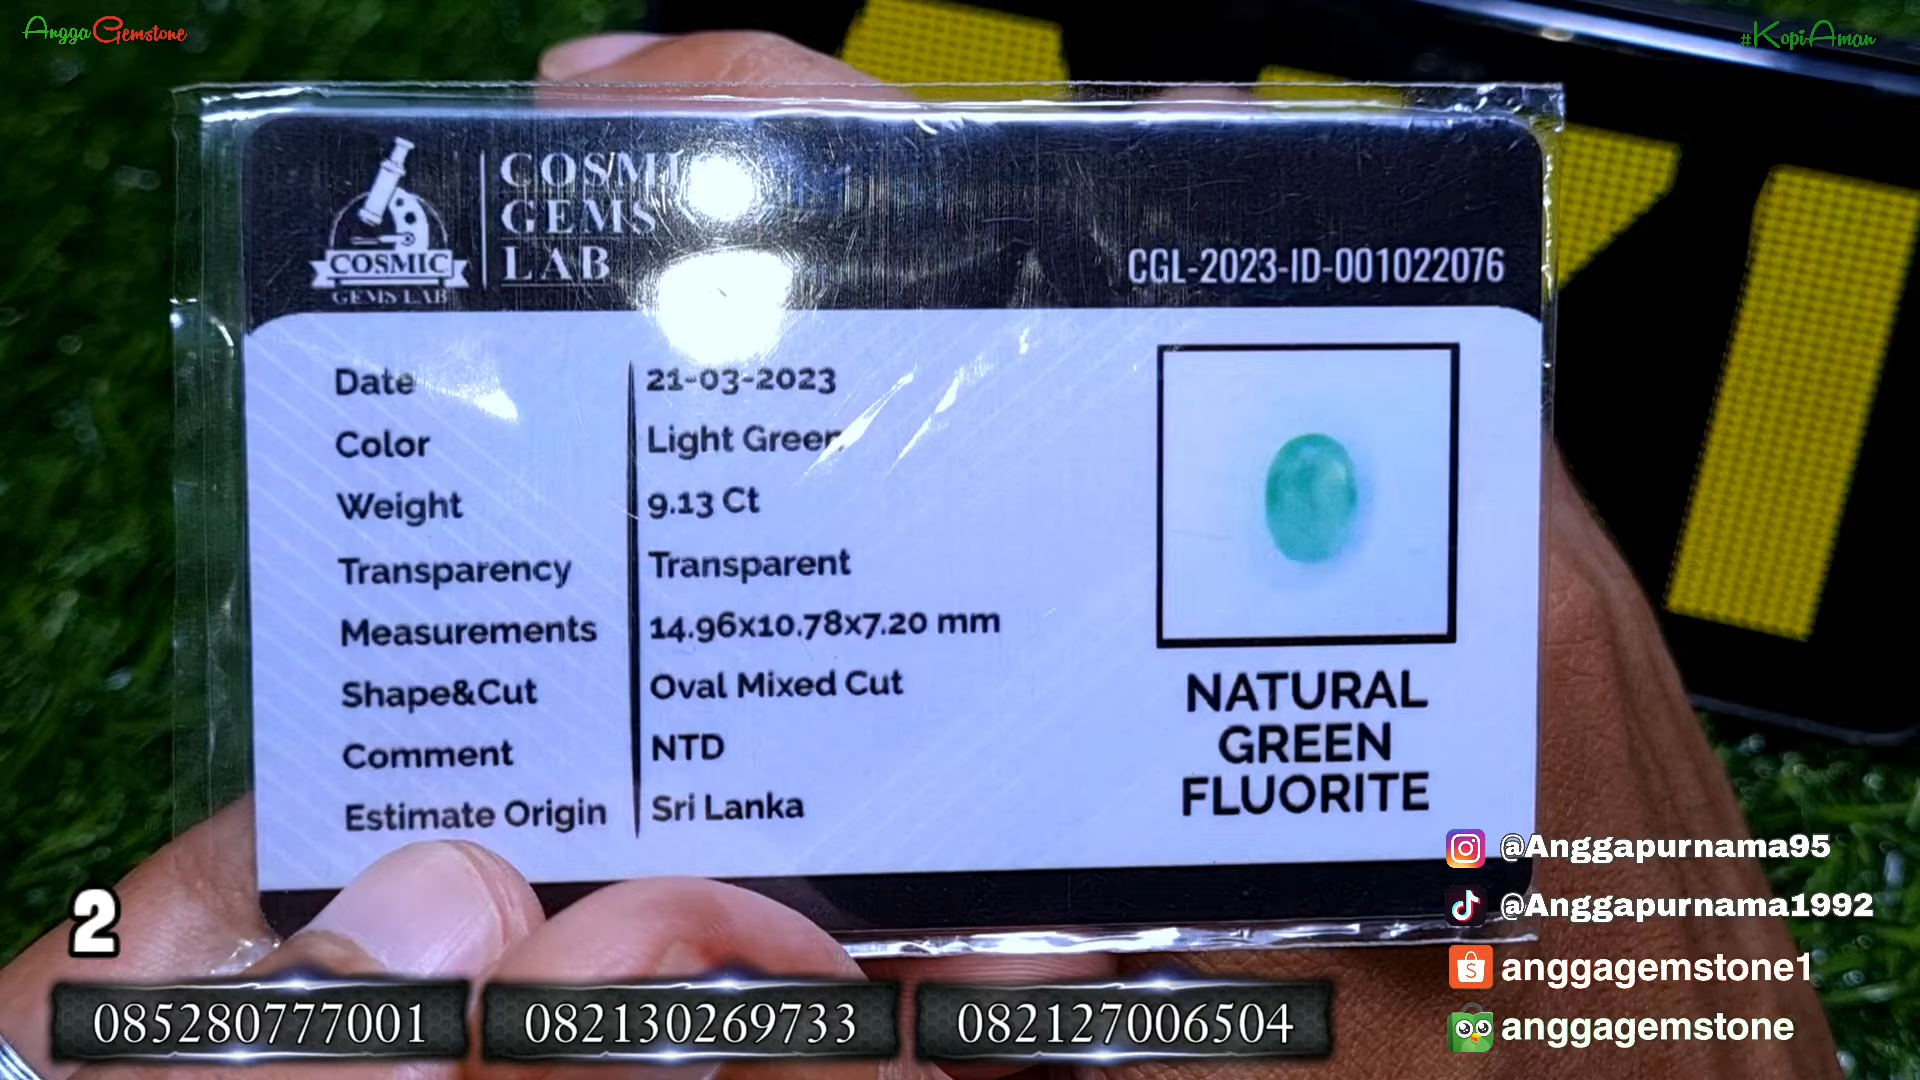 Angga Gemstone
#KopiAman
COSMIC
GEMS
LAB
COSMIC
GEMS LAB
CGL-2023-ID-001022076
Date 21-03-2023
Color Light Green
Weight 9.13 Ct
Transparency Transparent
Measurements 14.96x10.78x7.20 mm
Shape&Cut Oval Mixed Cut
Comment NTD
Estimate Origin Sri Lanka
NATURAL
GREEN
FLUORITE
@Anggapurnama95
@Anggapurnama1992
anggagemstone1
anggagemstone
2
085280777001
082130269733
082127006504